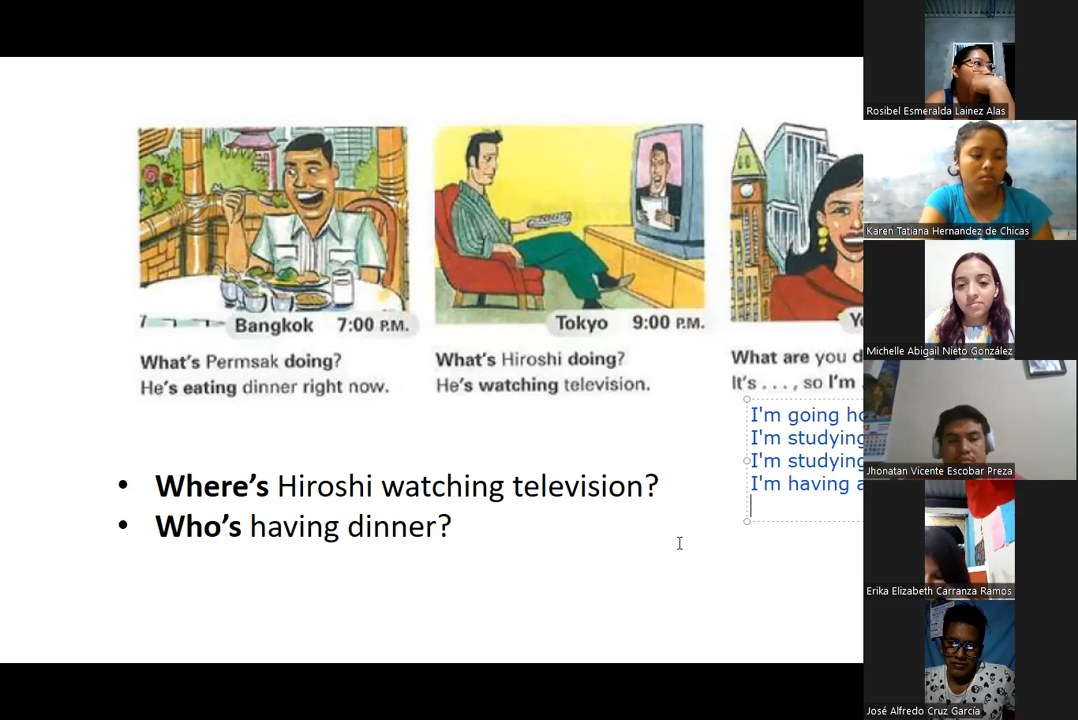 Bangkok 7:00 P.M.
What's Permsak doing?
He's eating dinner right now.
Tokyo 9:00 P.M.
What's Hiroshi doing?
He's watching television.
What are you
It's . . . , so I'm
I'm going
I'm studying
I'm studying
I'm having a
• Where's Hiroshi watching television?
• Who's having dinner?
Rosibel Esmeralda Lainez Alas
Karen Tatiana Hernandez de Chicas
Michelle Abigail Nieto González
Jhonatan Vicente Escobar Preza
Erika Elizabeth Carranza Ramos
José Alfredo Cruz García